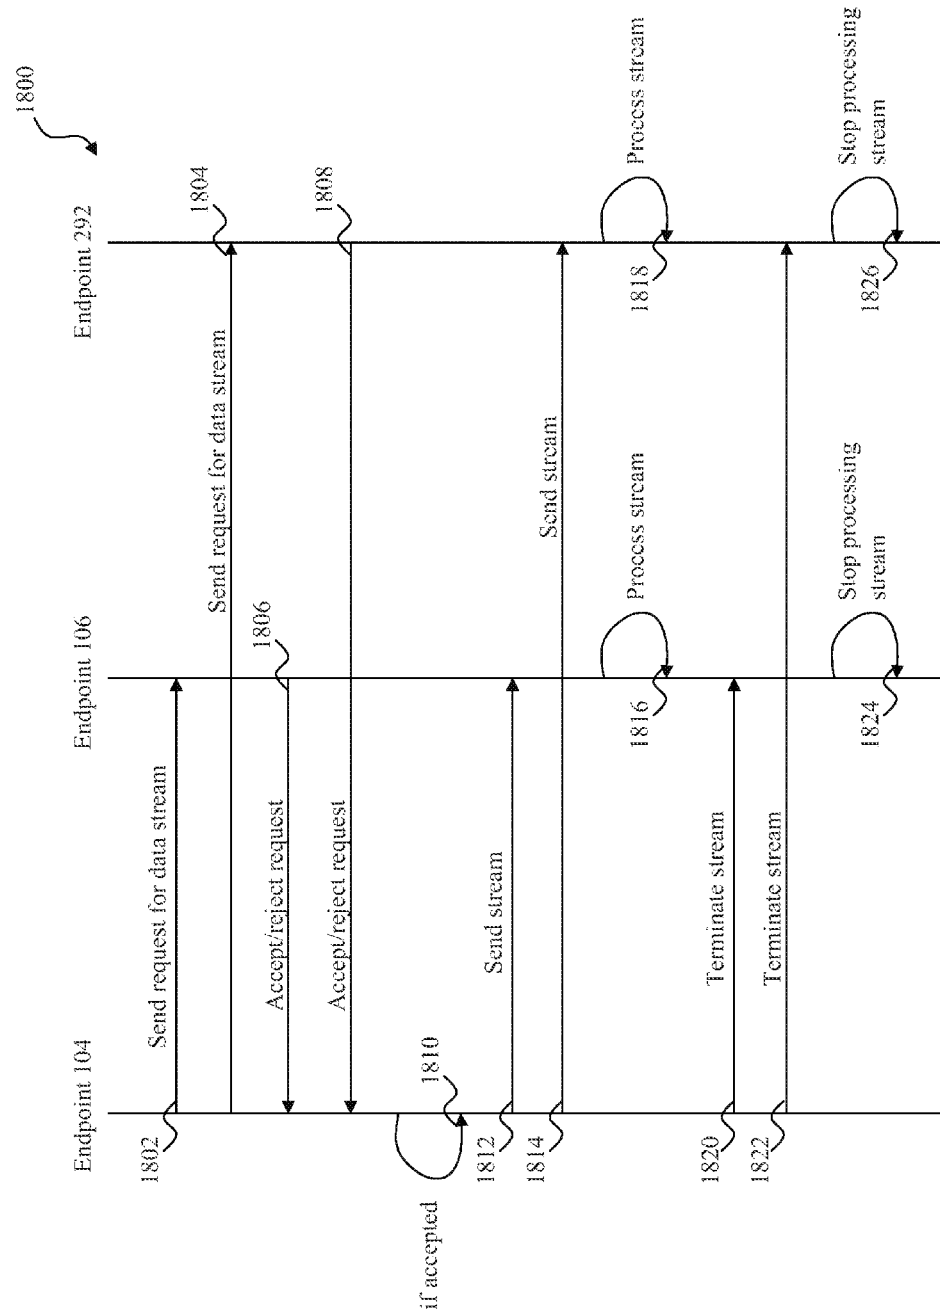 1800
Endpoint 104
Endpoint 106
Endpoint 292
1802
Send request for data stream
Send request for data stream
1804
Accept/reject request
1806
Accept/reject request
1808
if accepted
1810
1812
Send stream
1814
Send stream
1816
Process stream
1818
Process stream
1820
Terminate stream
1822
Terminate stream
1824
Stop processing
stream
1826
Stop processing
stream